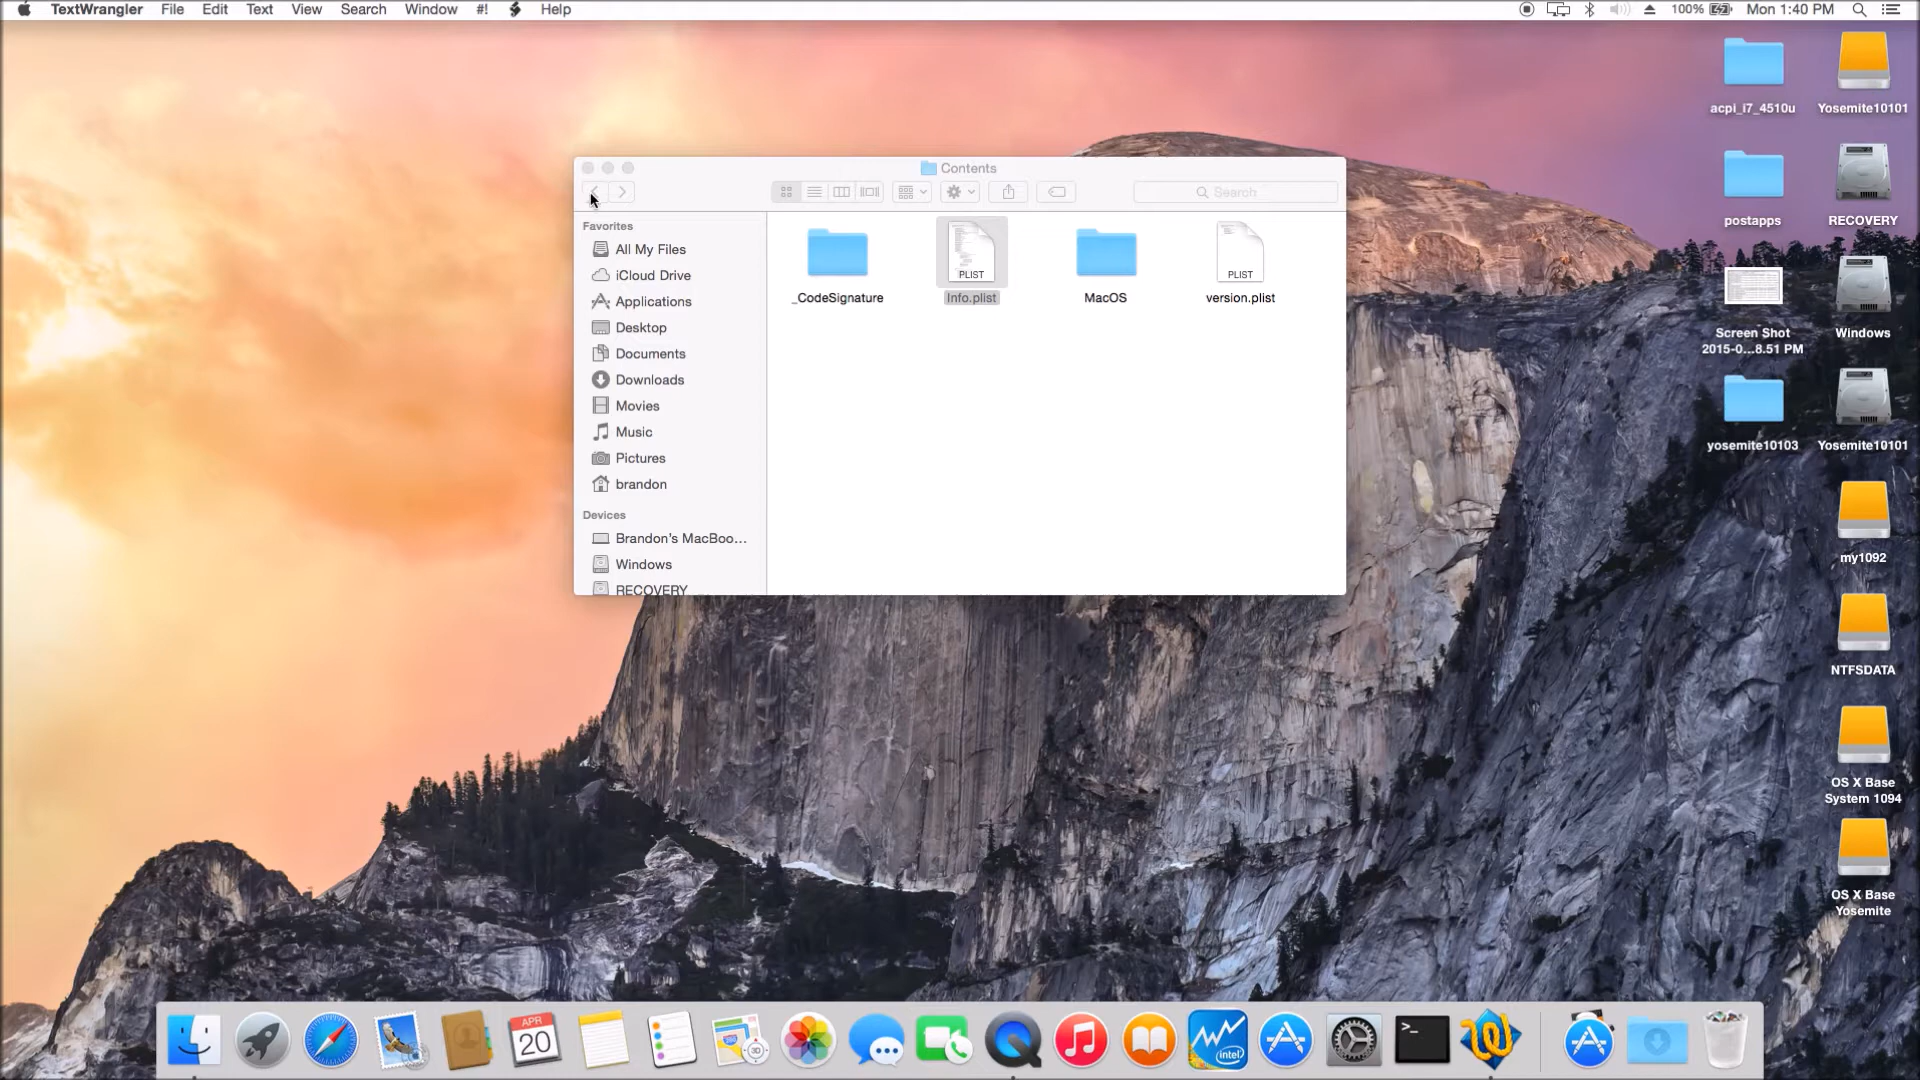 TextWrangler File Edit Text View Search Window #! Help
100% Mon 1:40 PM
acpi_i7_4510u
Yosemite10101
postapps
RECOVERY
Screen Shot
2015-0...8.51 PM
Windows
yosemite10103
Yosemite10101
my1092
NTFSDATA
OS X Base
System 1094
OS X Base
Yosemite
Contents
Search
Favorites
All My Files
iCloud Drive
Applications
Desktop
Documents
Downloads
Movies
Music
Pictures
brandon
Devices
Brandon's MacBoo...
Windows
RECOVERY
PLIST
PLIST
_CodeSignature
Info.plist
MacOS
version.plist
APR
20
3D
intel
>_